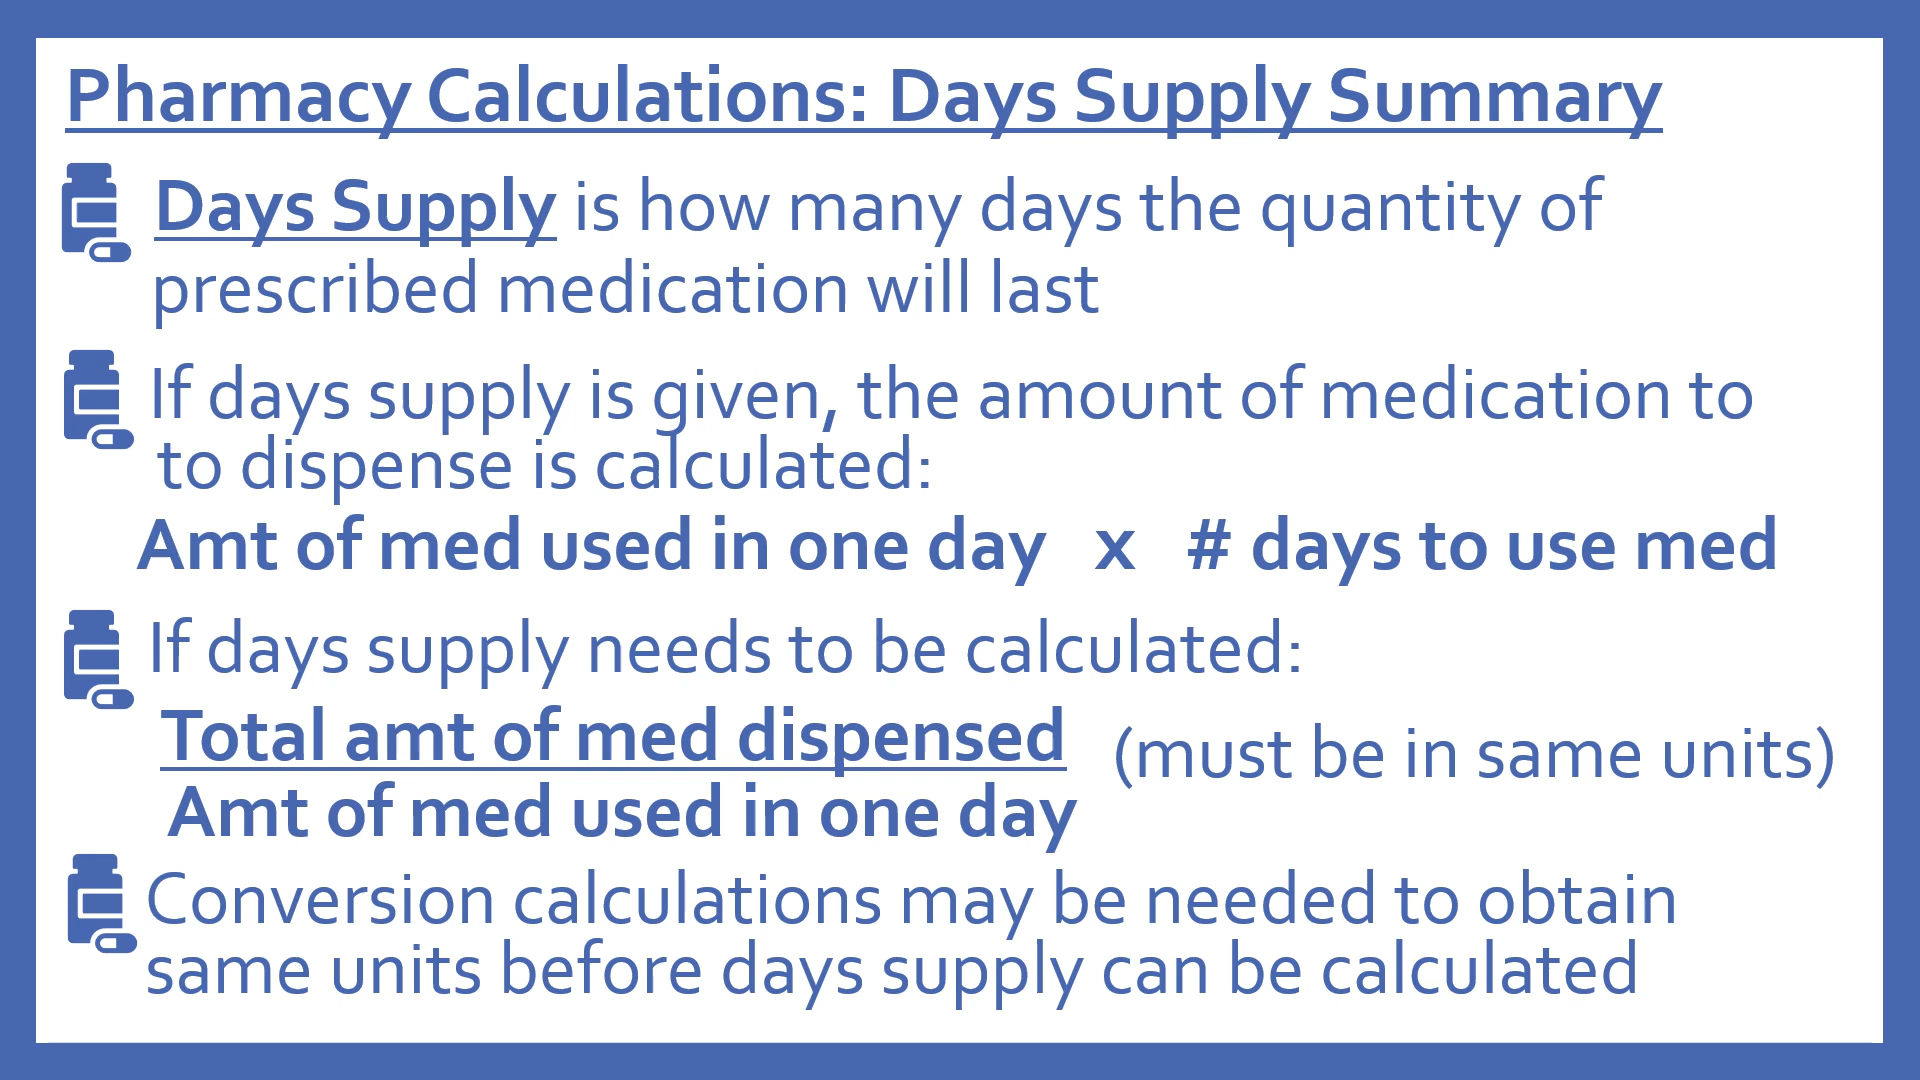 Pharmacy Calculations: Days Supply Summary
Days Supply is how many days the quantity of
prescribed medication will last
If days supply is given, the amount of medication to
to dispense is calculated:
Amt of med used in one day x # days to use med
If days supply needs to be calculated:
Total amt of med dispensed (must be in same units)
Amt of med used in one day
Conversion calculations may be needed to obtain
same units before days supply can be calculated